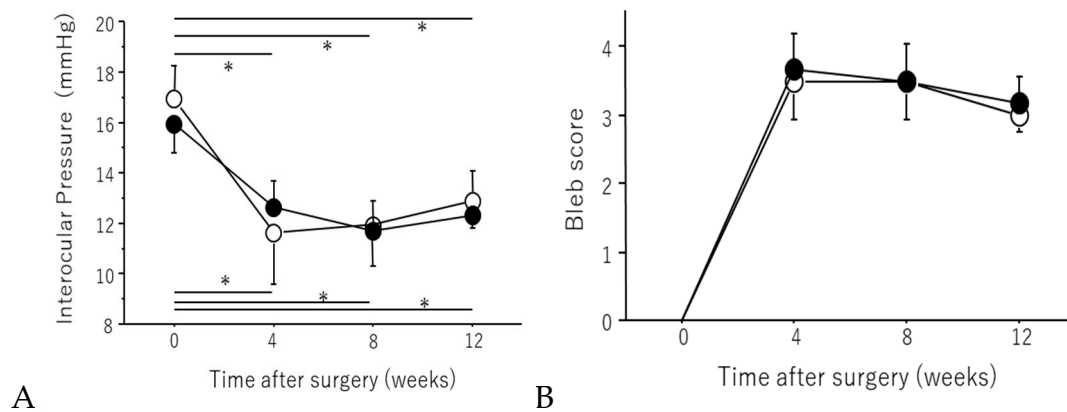 20
18
16
14
12
10
8
Interocular Pressure (mmHg)
*
*
*
*
*
*
0 4 8 12
Time after surgery (weeks)
A
4
3
2
1
0
Bleb score
0 4 8 12
Time after surgery (weeks)
B